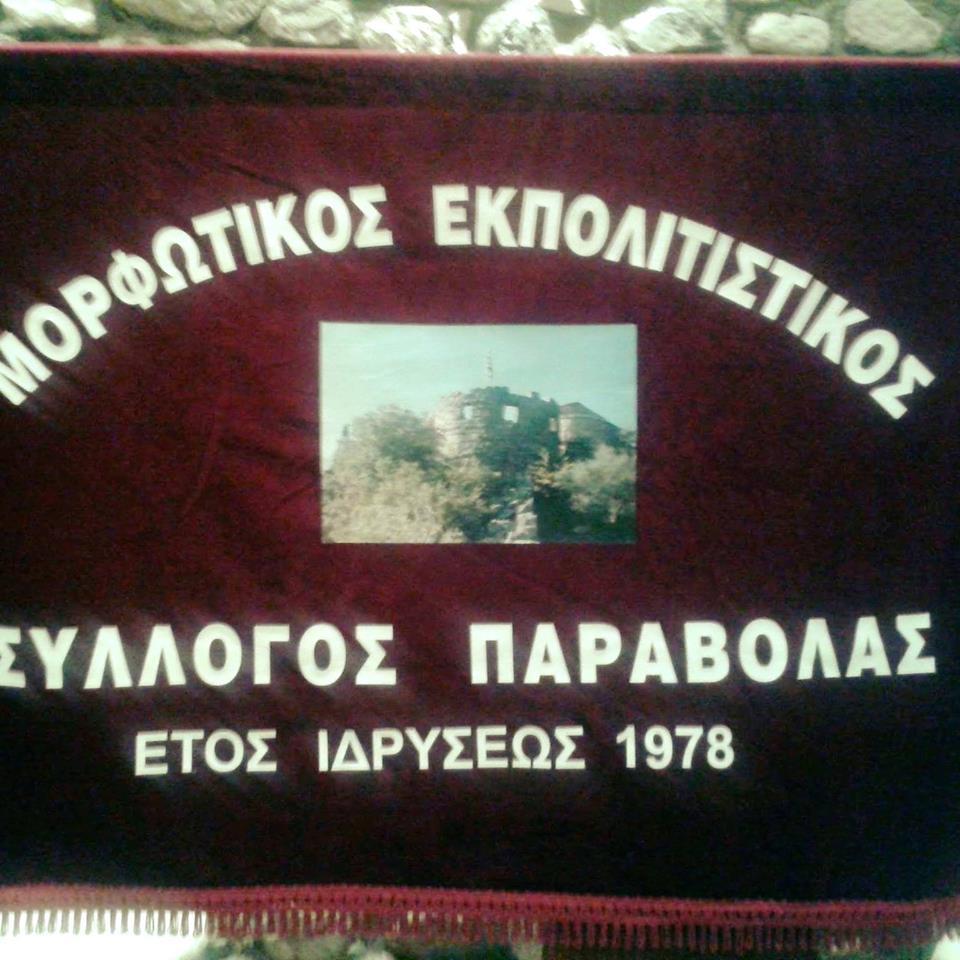 ΜΟΡΦΩΤΙΚΟΣ ΕΚΠΟΛΙΤΙΣΤΙΚΟΣ
ΣΥΛΛΟΓΟΣ ΠΑΡΑΒΟΛΑΣ
ΕΤΟΣ ΙΔΡΥΣΕΩΣ 1978